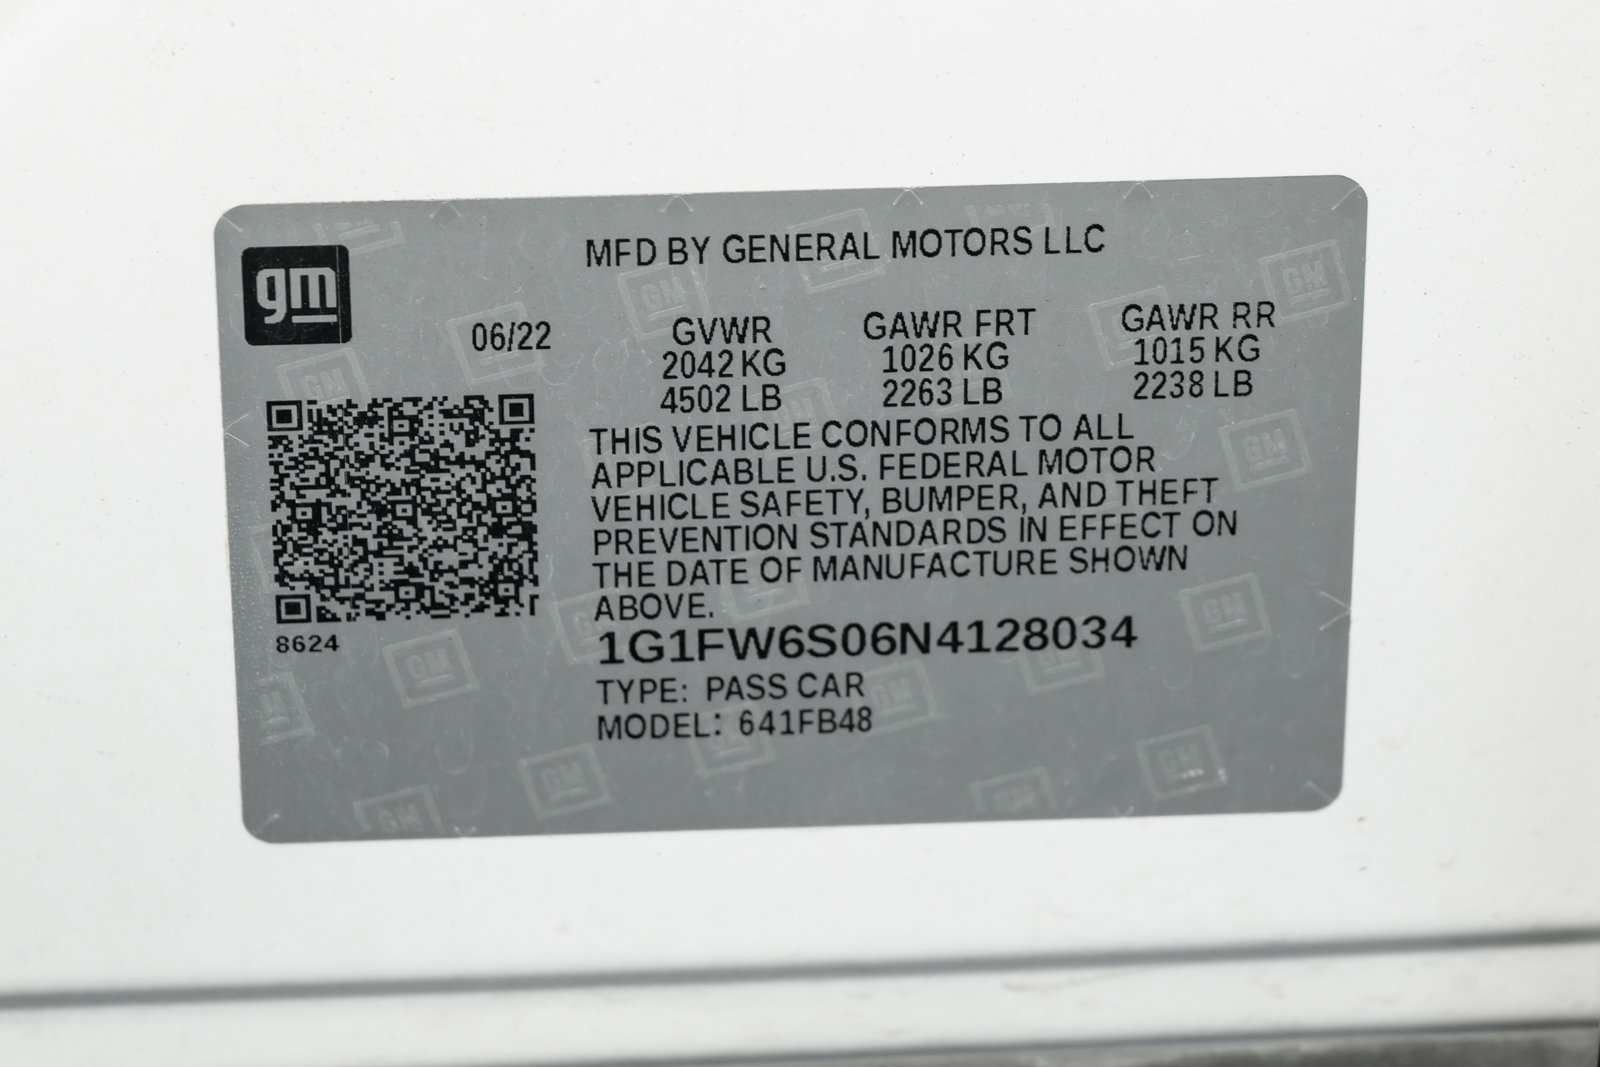 gm
MFD BY GENERAL MOTORS LLC
06/22
GVWR GAWR FRT GAWR RR
2042 KG 1026 KG 1015 KG
4502 LB 2263 LB 2238 LB
THIS VEHICLE CONFORMS TO ALL
APPLICABLE U.S. FEDERAL MOTOR
VEHICLE SAFETY, BUMPER, AND THEFT
PREVENTION STANDARDS IN EFFECT ON
THE DATE OF MANUFACTURE SHOWN
ABOVE.
8624
1G1FW6S06N4128034
TYPE: PASS CAR
MODEL: 641FB48